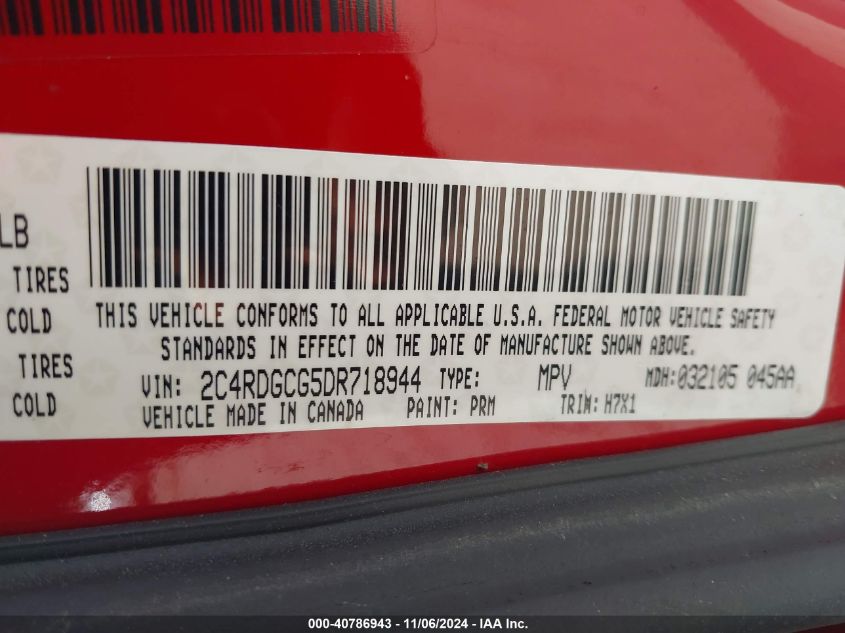 LB
TIRES
COLD
TIRES
COLD
THIS VEHICLE CONFORMS TO ALL APPLICABLE U.S.A. FEDERAL MOTOR VEHICLE SAFETY
STANDARDS IN EFFECT ON THE DATE OF MANUFACTURE SHOWN ABOVE.
VIN: 2C4RDGCG5DR718944 TYPE: MPV MDH:032105 045AA
VEHICLE MADE IN CANADA PAINT: PRM TRIM: H7X1
000-40786943 - 11/06/2024 - IAA Inc.